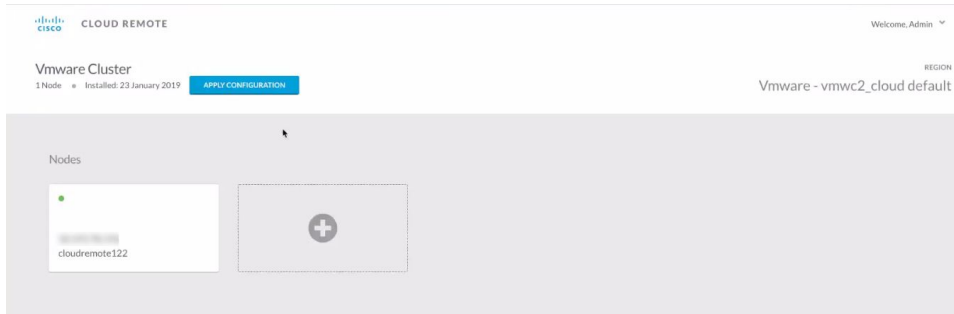 CISCO CLOUD REMOTE
Welcome, Admin
Vmware Cluster
1 Node Installed: 23 January 2019 APPLY CONFIGURATION
REGION
Vmware - vmwc2_cloud default
Nodes
cloudremote122